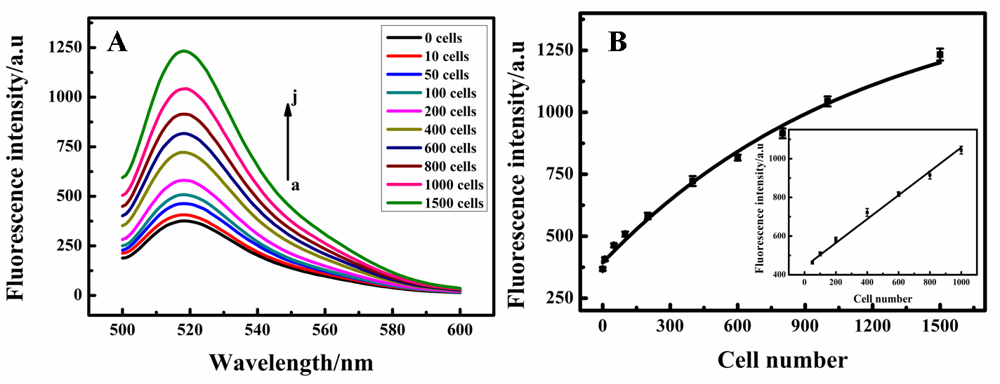 A
Fluorescence intensity/a.u
1250
1000
750
500
250
0
500 520 540 560 580 600
Wavelength/nm
0 cells
10 cells
50 cells
100 cells
200 cells
400 cells
600 cells
800 cells
1000 cells
1500 cells
j
a
B
Fluorescence intensity/a.u
1250
1000
750
500
250
0 300 600 900 1200 1500
Cell number
Fluorescence intensity/a.u
1000
800
600
400
0 200 400 600 800 1000
Cell number